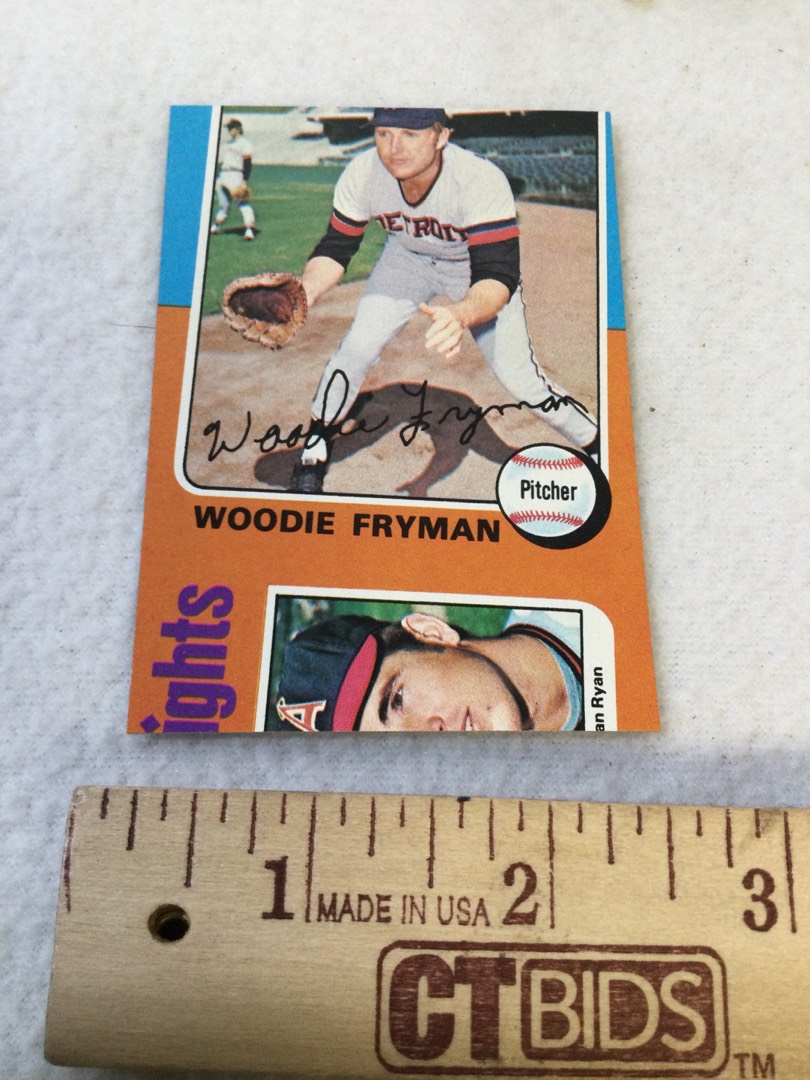 DETROIT
Woodie Fryman
Pitcher
WOODIE FRYMAN
ights
A
an Ryan
1 MADE IN USA 2 3
CTBIDS TM